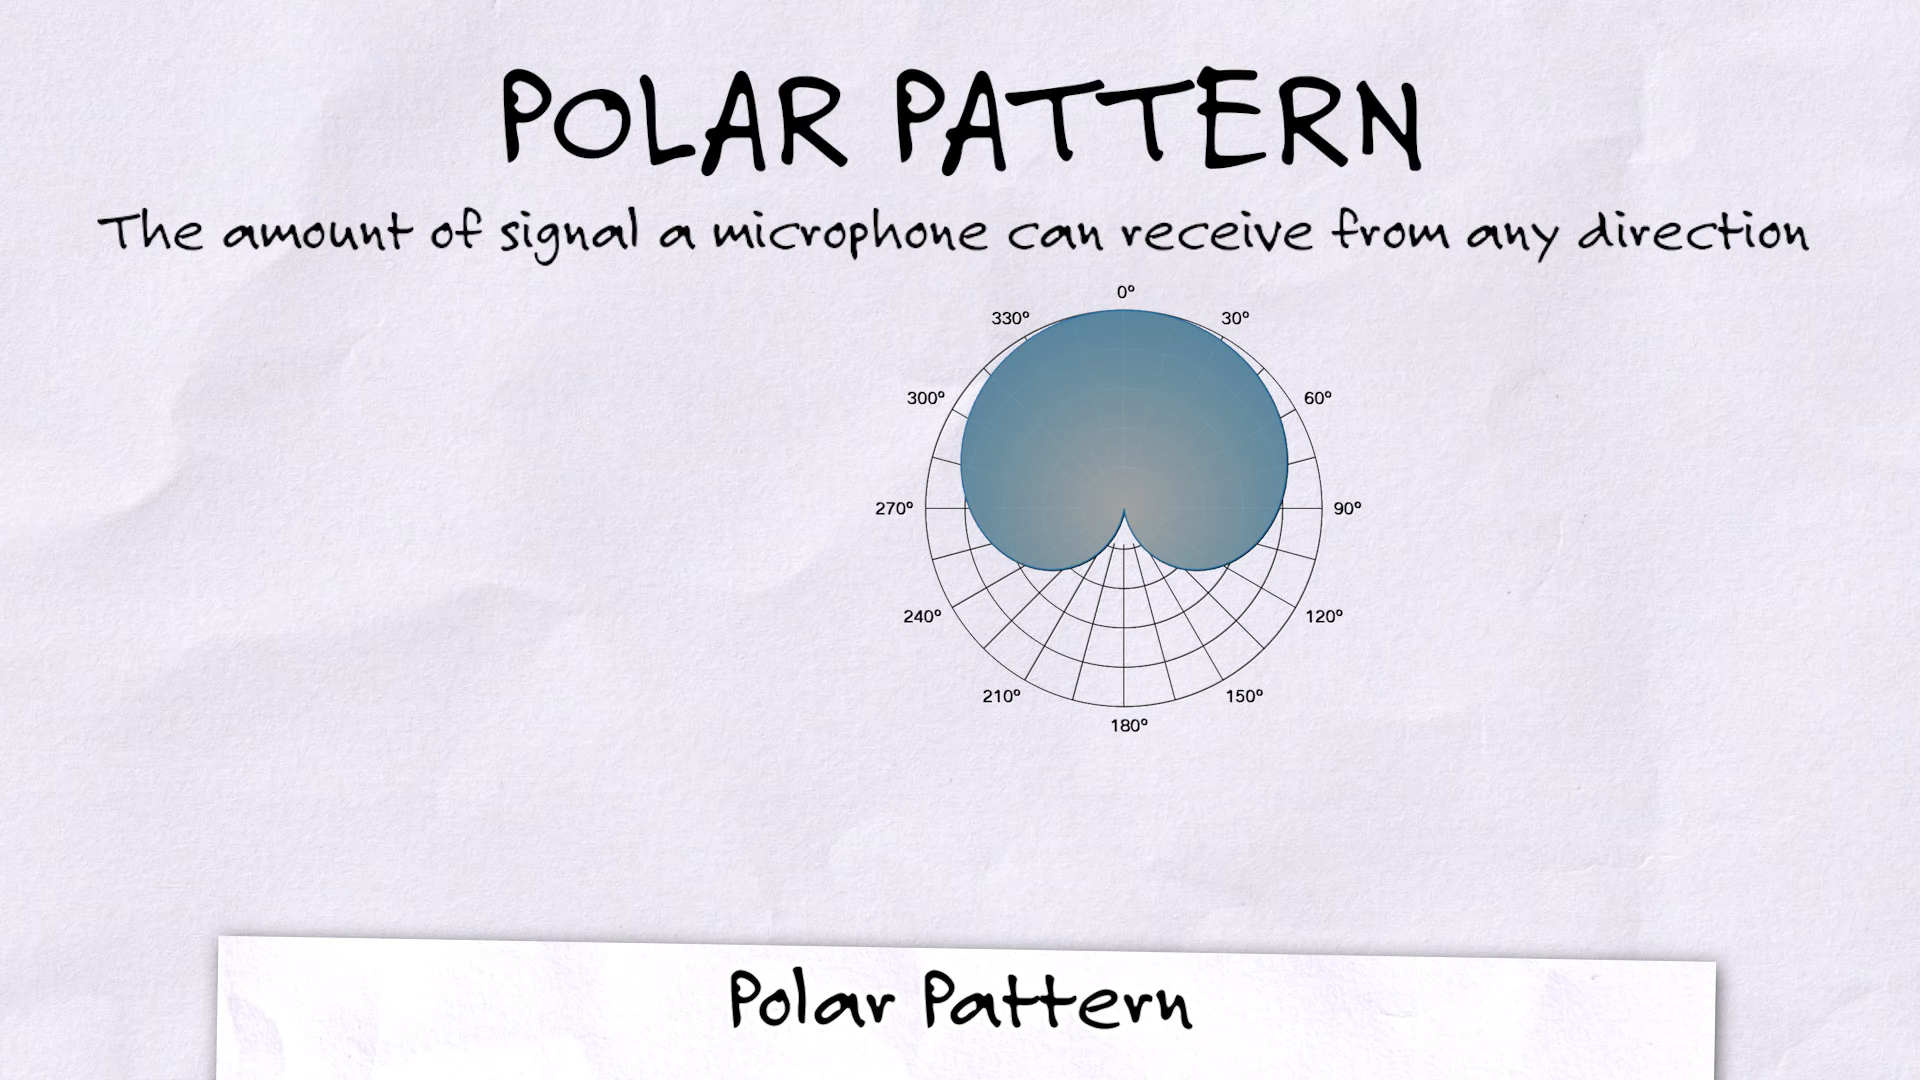 POLAR PATTERN
The amount of signal a microphone can receive from any direction
0º
330º 30º
300º 60º
270º 90º
240º 120º
210º 150º
180º
Polar Pattern